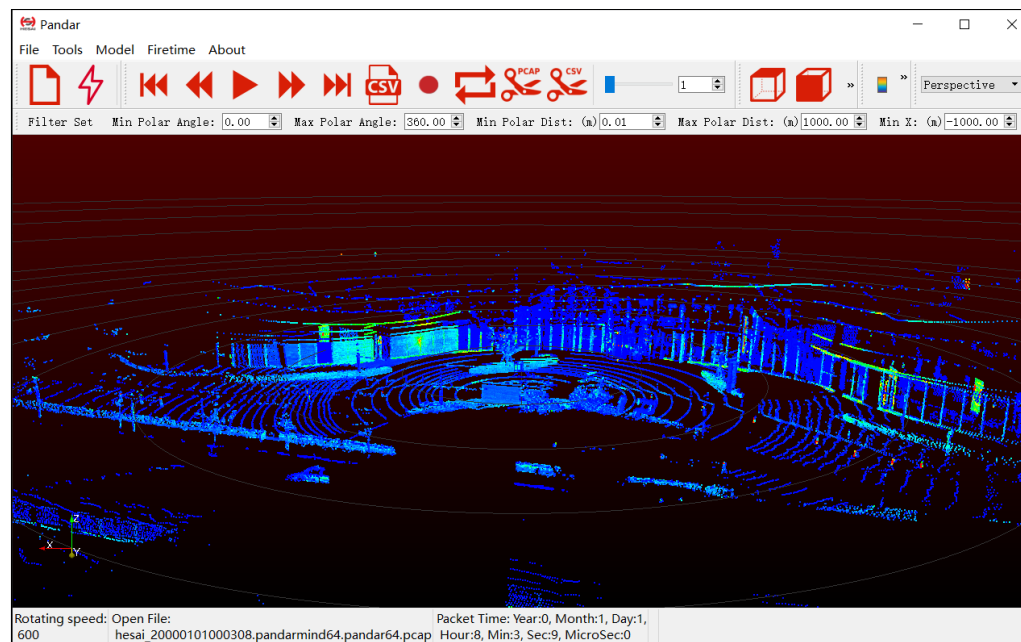 Pandar
File Tools Model Firetime About
PCAP CSV
CSV 1 » » Perspective
Filter Set Min Polar Angle: 0.00 Max Polar Angle: 360.00 Min Polar Dist: (m) 0.01 Max Polar Dist: (m) 1000.00 Min X: (m) -1000.00
Z
X
Y
Rotating speed: Open File: Packet Time: Year:0, Month:1, Day:1,
600 hesai_20000101000308.pandarmind64.pandar64.pcap Hour:8, Min:3, Sec:9, MicroSec:0